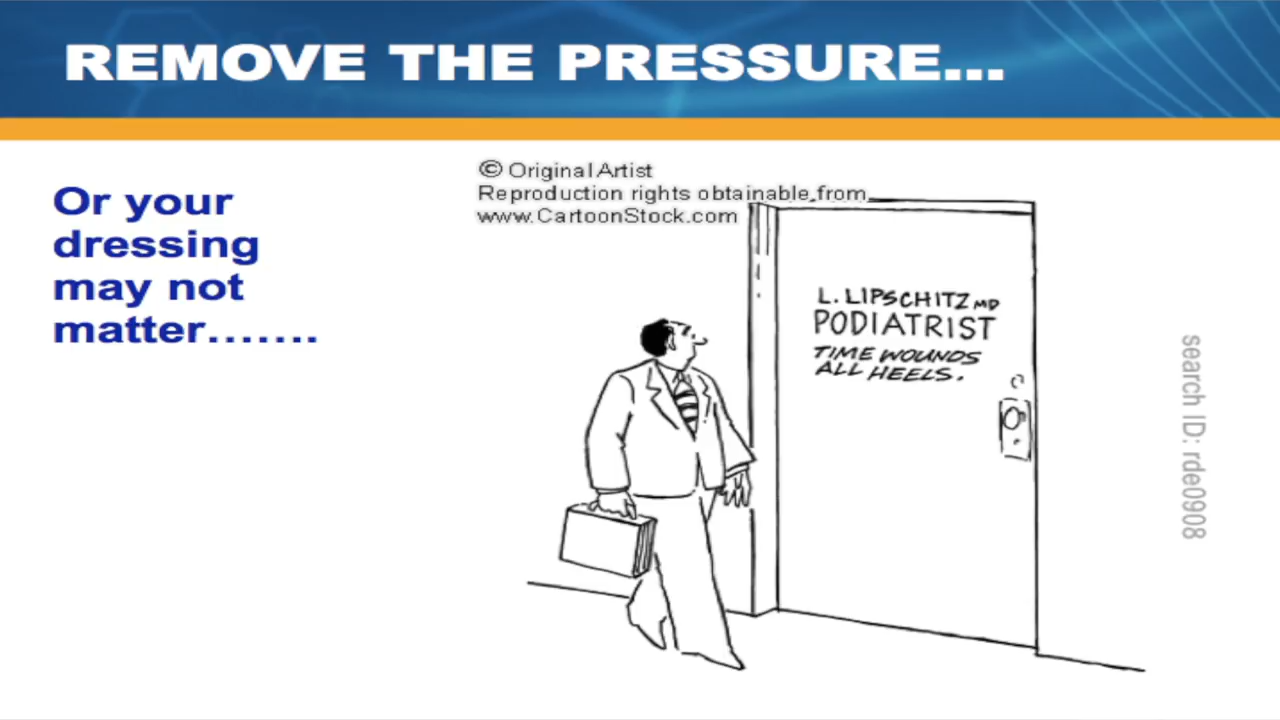 REMOVE THE PRESSURE...
Or your
dressing
may not
matter.......
© Original Artist
Reproduction rights obtainable from
www.CartoonStock.com
L. LIPSCHITZ MD
PODIATRIST
TIME WOUNDS
ALL HEELS.
search ID: rde0908